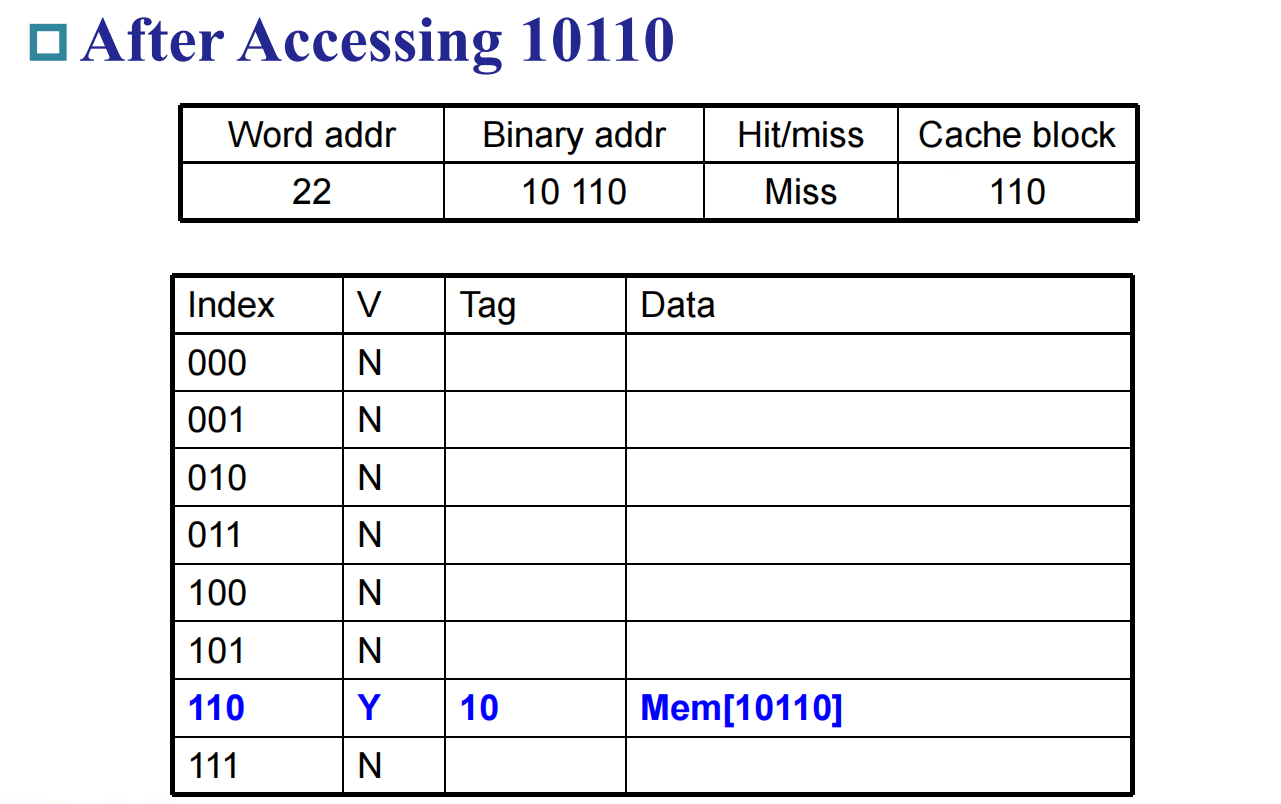 After Accessing 10110
Word addr Binary addr Hit/miss Cache block
22 10 110 Miss 110
Index V Tag Data
000 N
001 N
010 N
011 N
100 N
101 N
110 Y 10 Mem[10110]
111 N